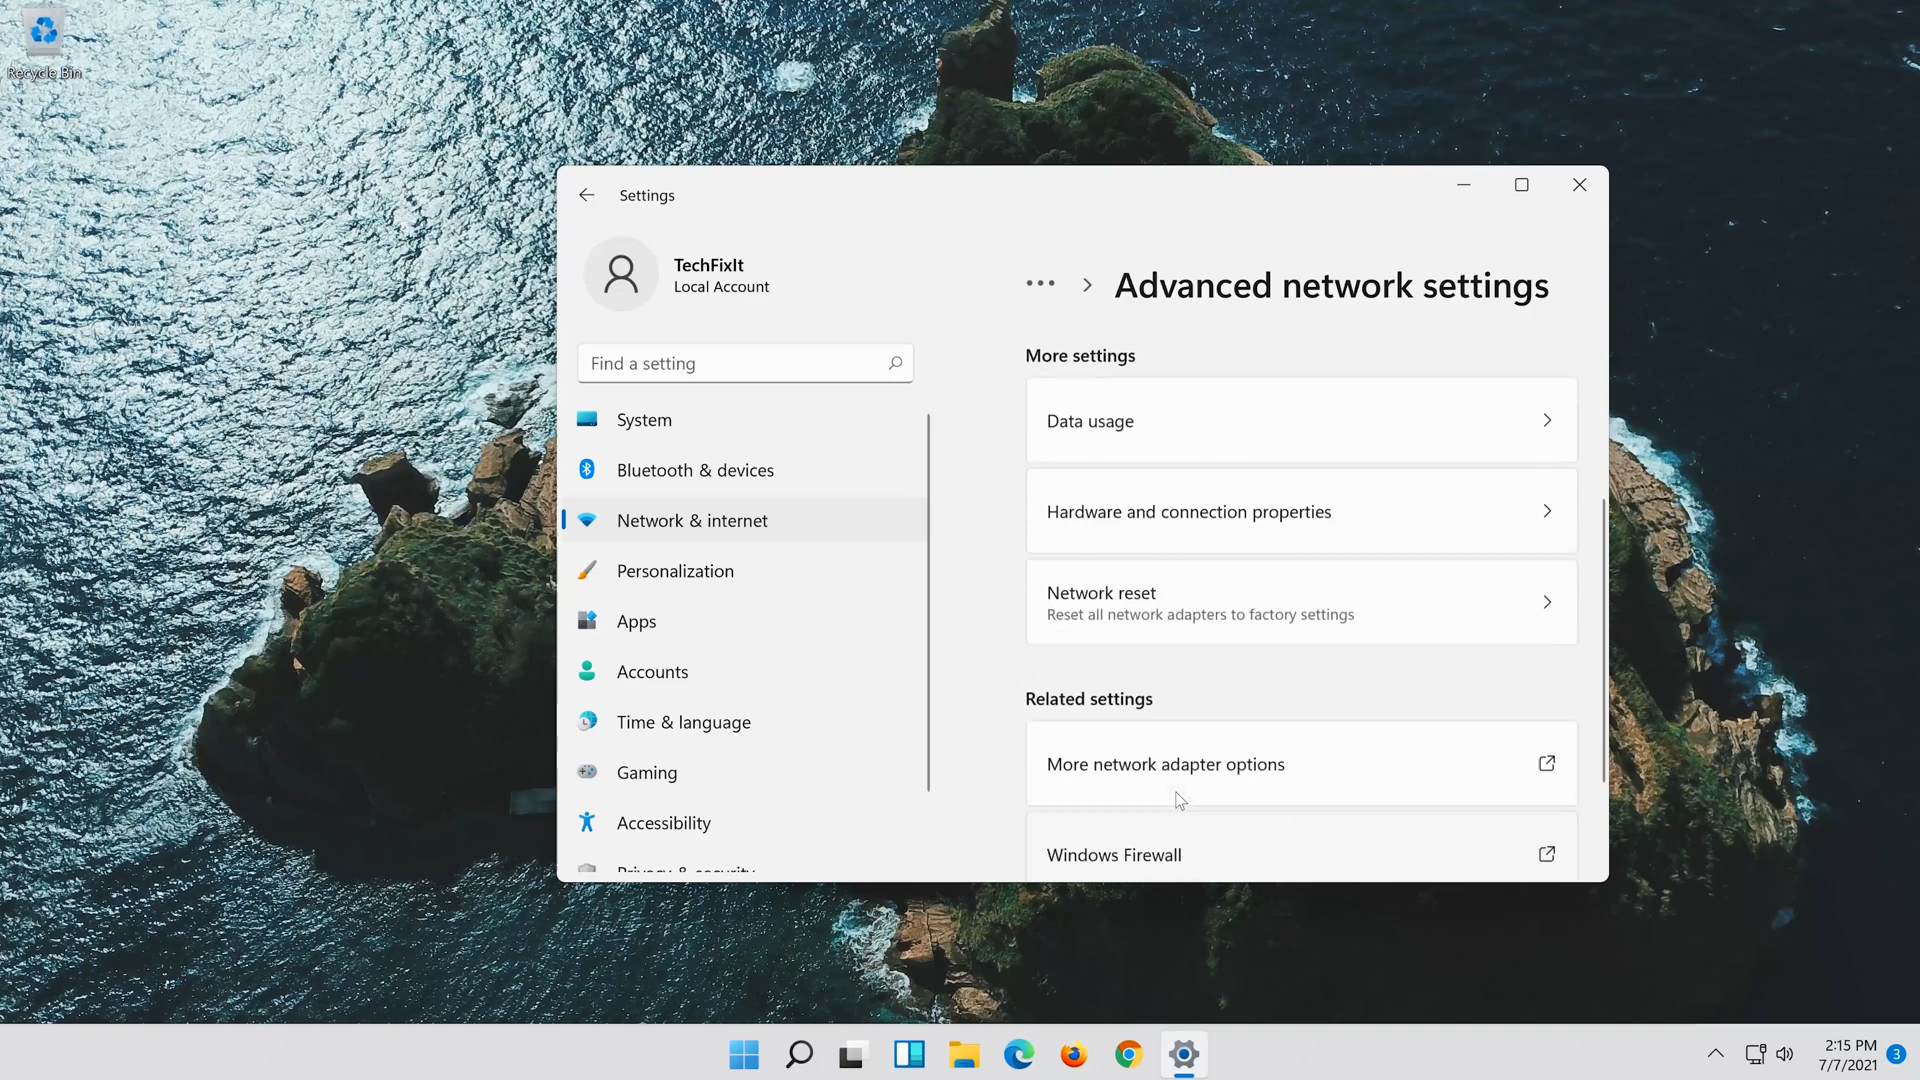 Recycle Bin
Settings
TechFixIt
Local Account
Find a setting
System
Bluetooth & devices
Network & internet
Personalization
Apps
Accounts
Time & language
Gaming
Accessibility
Privacy & security
Advanced network settings
More settings
Data usage
Hardware and connection properties
Network reset
Reset all network adapters to factory settings
Related settings
More network adapter options
Windows Firewall
2:15 PM
7/7/2021
3